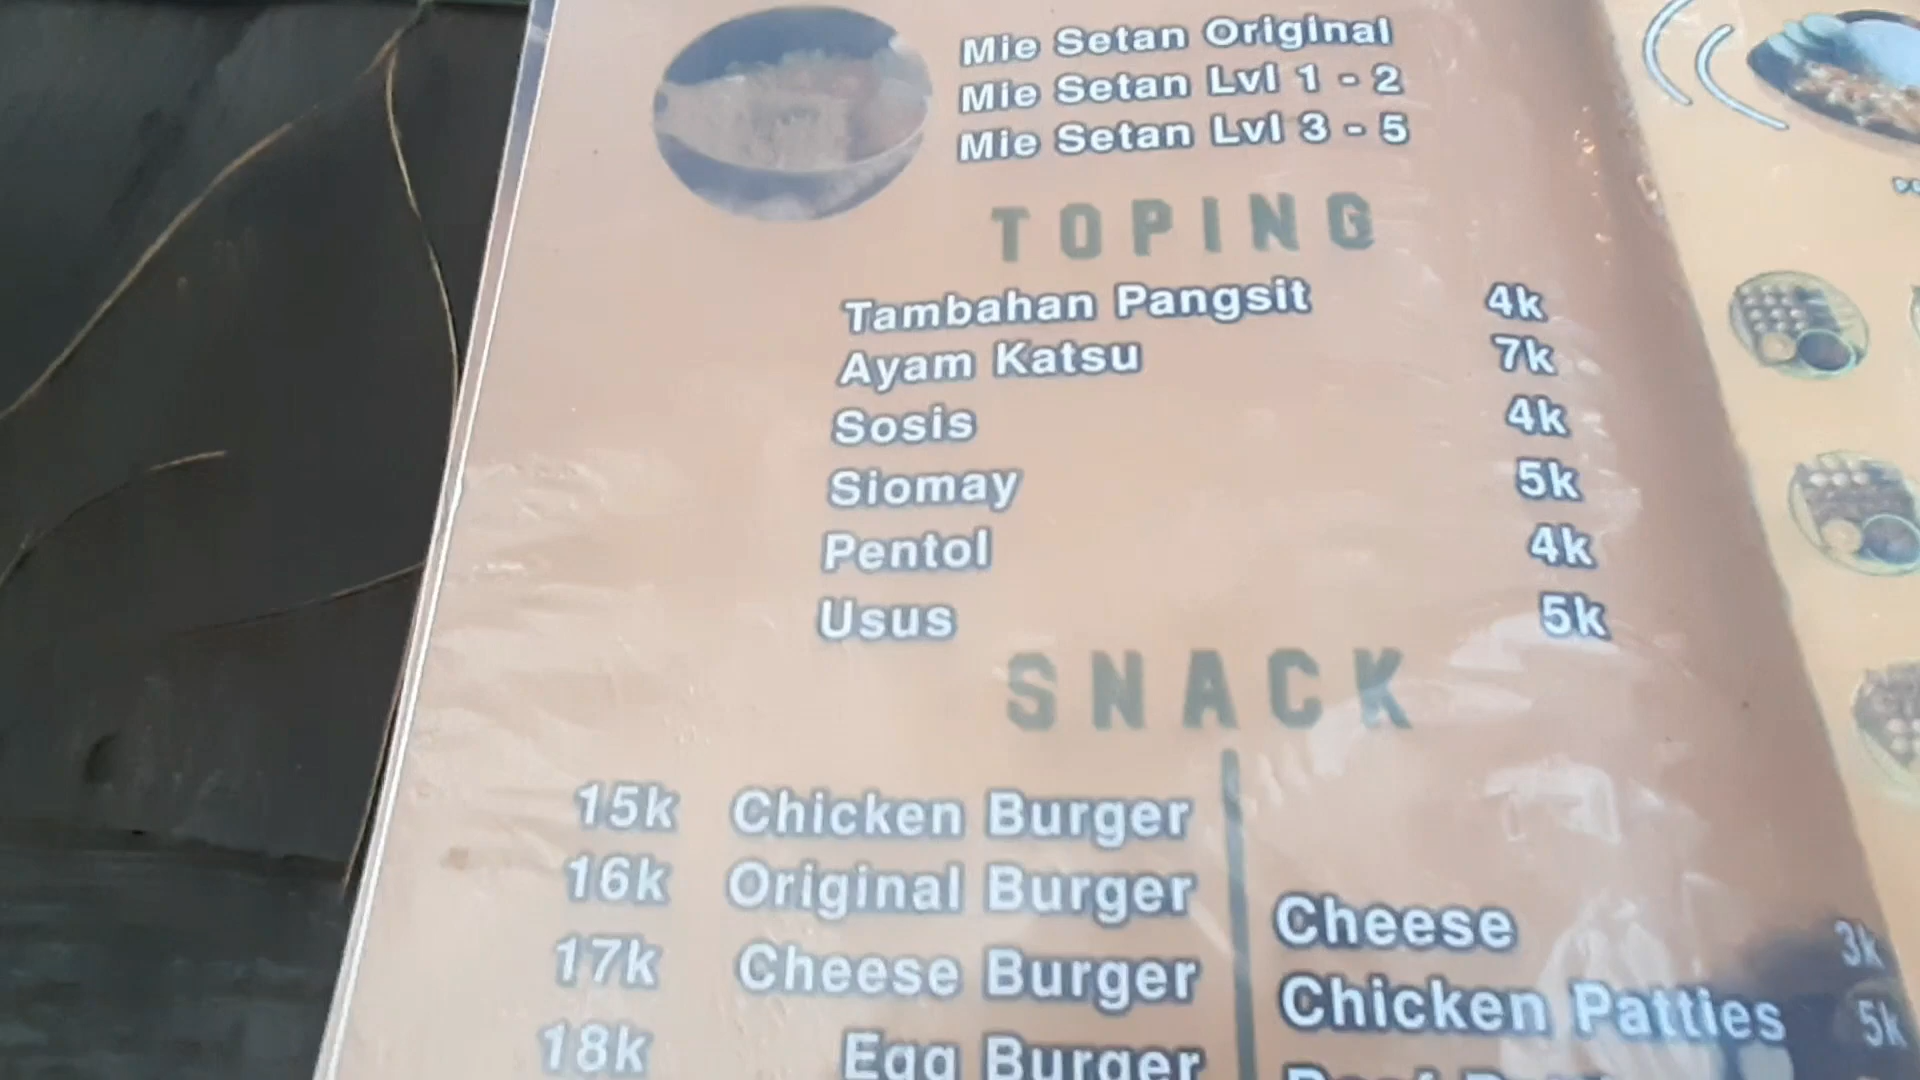 Mie Setan Original
Mie Setan Lvl 1 - 2
Mie Setan Lvl 3 - 5
TOPING
Tambahan Pangsit 4k
Ayam Katsu 7k
Sosis 4k
Siomay 5k
Pentol 4k
Usus 5k
SNACK
15k Chicken Burger
16k Original Burger
17k Cheese Burger
18k Egg Burger
Cheese 3k
Chicken Patties 5k